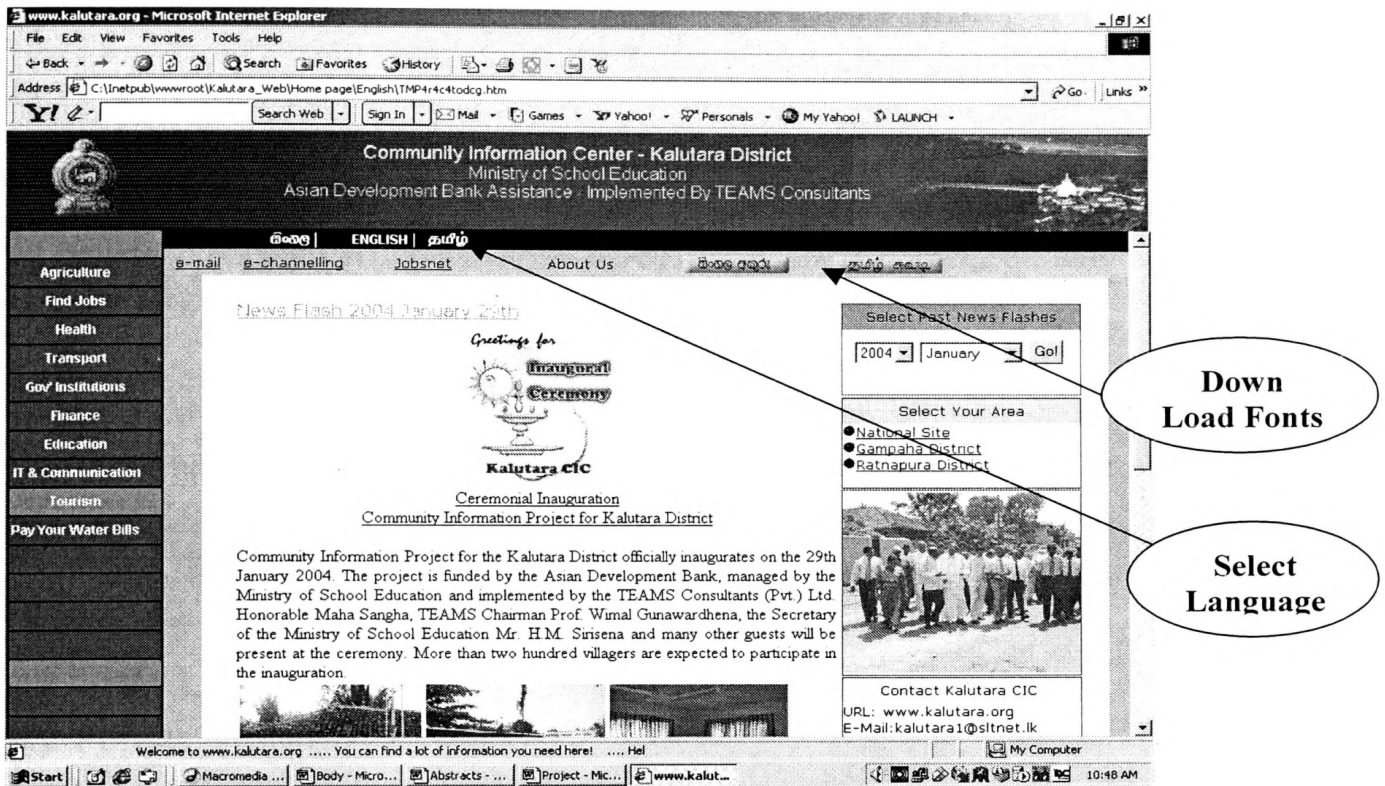 www.kalutara.org - Microsoft Internet Explorer
File Edit View Favorites Tools Help
Back Search Favorites History
Address C:\Inetpub\wwwroot\Kalutara_Web\Home page\English\TMP4r4c4todcg.htm Go Links »
Y! Search Web Sign In Mail Games Yahoo! Personals My Yahoo! LAUNCH
Community Information Center - Kalutara District
Ministry of School Education
Asian Development Bank Assistance - Implemented By TEAMS Consultants
සිංහල | ENGLISH | தமிழ்
e-mail e-channelling Jobsnet About Us සිංහල අකුරු தமிழ்
Agriculture
Find Jobs
Health
Transport
Gov' Institutions
Finance
Education
IT & Communication
Tourism
Pay Your Water Bills
News Flash 2004 January 29th
Greetings for
Inaugural
Ceremony
Kalutara CIC
Ceremonial Inauguration
Community Information Project for Kalutara District
Community Information Project for the Kalutara District officially inaugurates on the 29th
January 2004. The project is funded by the Asian Development Bank, managed by the
Ministry of School Education and implemented by the TEAMS Consultants (Pvt.) Ltd.
Honorable Maha Sangha, TEAMS Chairman Prof. Wimal Gunawardhena, the Secretary
of the Ministry of School Education Mr. H.M. Sirisena and many other guests will be
present at the ceremony. More than two hundred villagers are expected to participate in
the inauguration.
Select Past News Flashes
2004 January Go!
Select Your Area
National Site
Gampaha District
Ratnapura District
Contact Kalutara CIC
URL: www.kalutara.org
E-Mail:kalutara1@sltnet.lk
Down
Load Fonts
Select
Language
Welcome to www.kalutara.org ..... You can find a lot of information you need here! .... Hel My Computer
Start Macromedia ... Body - Micro... Abstracts - ... Project - Mic... www.kalut... 10:48 AM